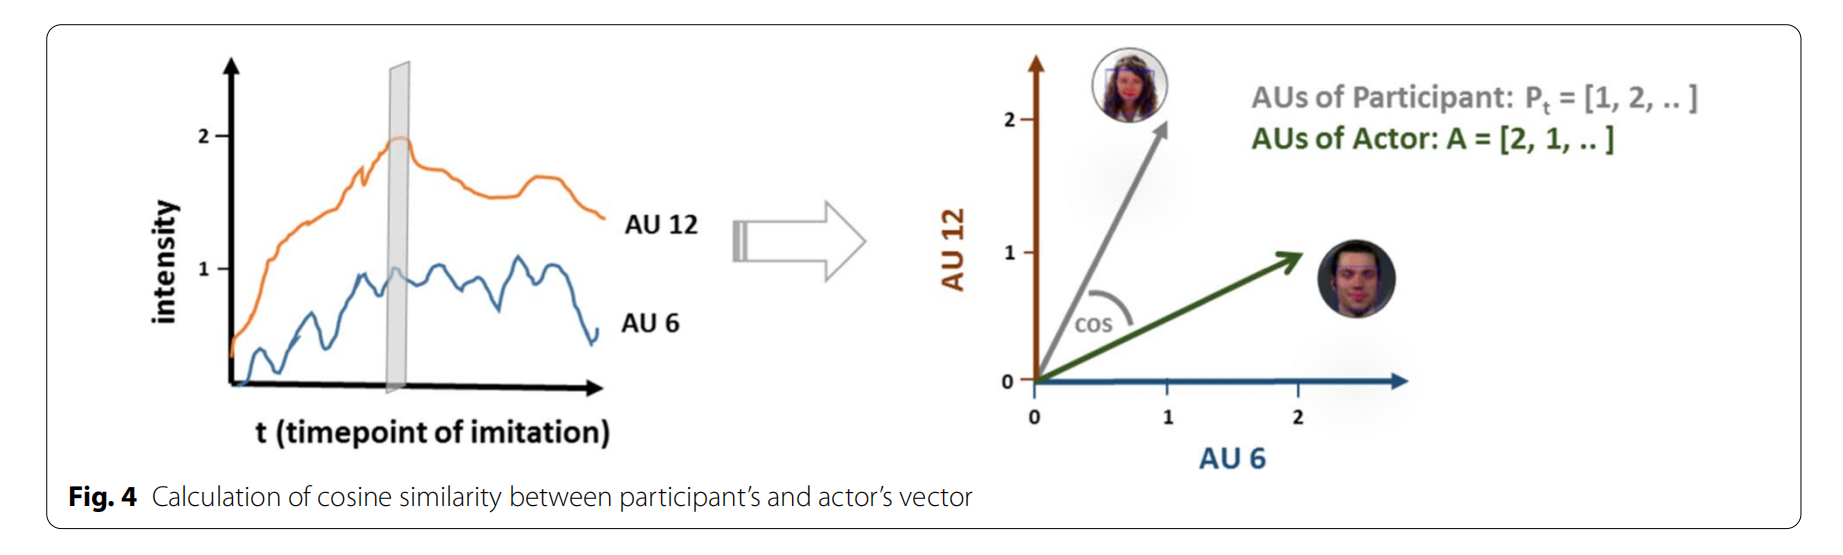 intensity
2
1
AU 12
AU 6
t (timepoint of imitation)
AU 12
2
1
0
cos
0 1 2
AU 6
AUs of Participant: Pt = [1, 2, .. ]
AUs of Actor: A = [2, 1, .. ]
Fig. 4 Calculation of cosine similarity between participant’s and actor’s vector